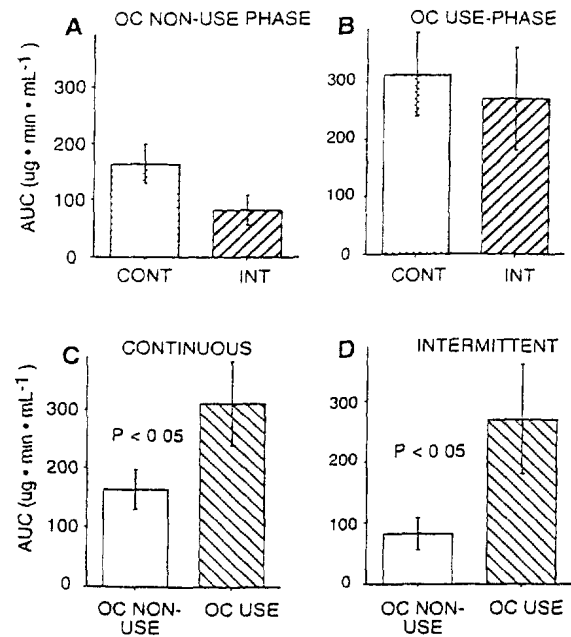 A OC NON-USE PHASE
AUC (ug • min • mL-1)
300
200
100
0
CONT INT
B OC USE-PHASE
300
200
100
0
CONT INT
C CONTINUOUS
AUC (ug • min • mL-1)
300
200
100
0
P < 0 05
OC NON-
USE
OC USE
D INTERMITTENT
300
200
100
0
P < 0 05
OC NON-
USE
OC USE